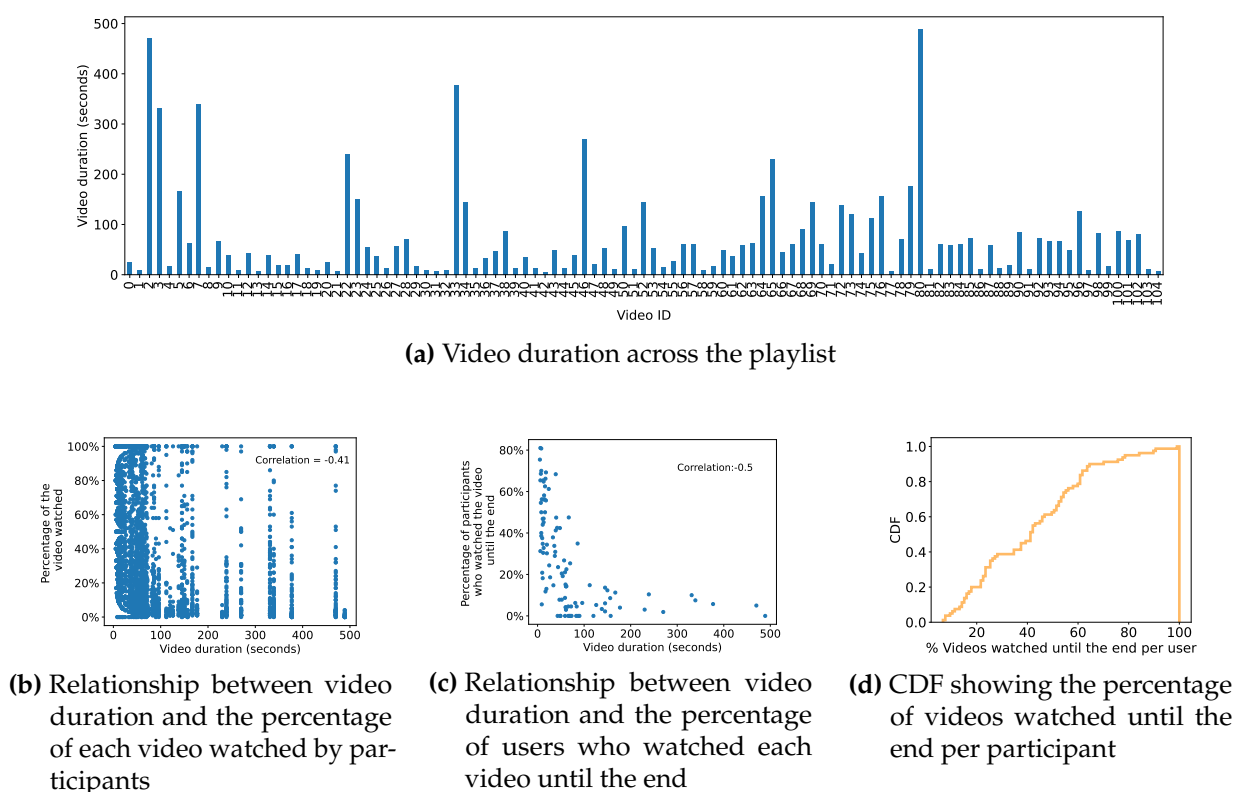 500
400
300
200
100
0
Video duration (seconds)
0 1 2 3 4 5 6 7 8 9 10 11 12 13 14 15 16 17 18 19 20 21 22 23 24 25 26 27 28 29 30 31 32 33 34 35 36 37 38 39 40 41 42 43 44 45 46 47 48 49 50 51 52 53 54 55 56 57 58 59 60 61 62 63 64 65 66 67 68 69 70 71 72 73 74 75 76 77 78 79 80 81 82 83 84 85 86 87 88 89 90 91 92 93 94 95 96 97 98 99 100 101 102 103 104
Video ID
(a) Video duration across the playlist
100%
80%
60%
40%
20%
0%
Percentage of the
video watched
Correlation = -0.41
0 100 200 300 400 500
Video duration (seconds)
(b) Relationship between video
duration and the percentage
of each video watched by par-
ticipants
80%
60%
40%
20%
0%
Percentage of participants
who watched the video
until the end
Correlation:-0.5
0 100 200 300 400 500
Video duration (seconds)
(c) Relationship between video
duration and the percentage
of users who watched each
video until the end
1.0
0.8
0.6
0.4
0.2
0.0
CDF
20 40 60 80 100
% Videos watched until the end per user
(d) CDF showing the percentage
of videos watched until the
end per participant